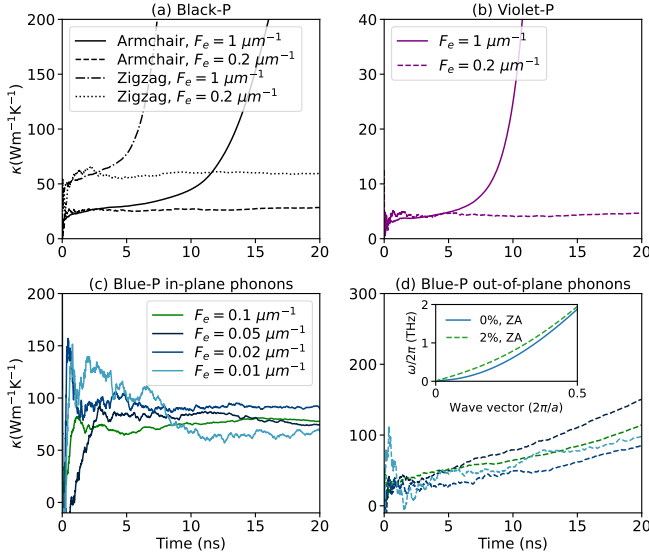 (a) Black-P
κ(Wm⁻¹K⁻¹)
200
150
100
50
0
0
5
10
15
20
Armchair, Fₑ = 1 μm⁻¹
Armchair, Fₑ = 0.2 μm⁻¹
Zigzag, Fₑ = 1 μm⁻¹
Zigzag, Fₑ = 0.2 μm⁻¹
(b) Violet-P
40
30
20
10
0
0
5
10
15
20
Fₑ = 1 μm⁻¹
Fₑ = 0.2 μm⁻¹
(c) Blue-P in-plane phonons
κ(Wm⁻¹K⁻¹)
200
150
100
50
0
0
5
10
15
20
Time (ns)
Fₑ = 0.1 μm⁻¹
Fₑ = 0.05 μm⁻¹
Fₑ = 0.02 μm⁻¹
Fₑ = 0.01 μm⁻¹
(d) Blue-P out-of-plane phonons
300
200
100
0
0
5
10
15
20
Time (ns)
ω/2π (THz)
2
1
0
0
0.5
Wave vector (2π/a)
0%, ZA
2%, ZA